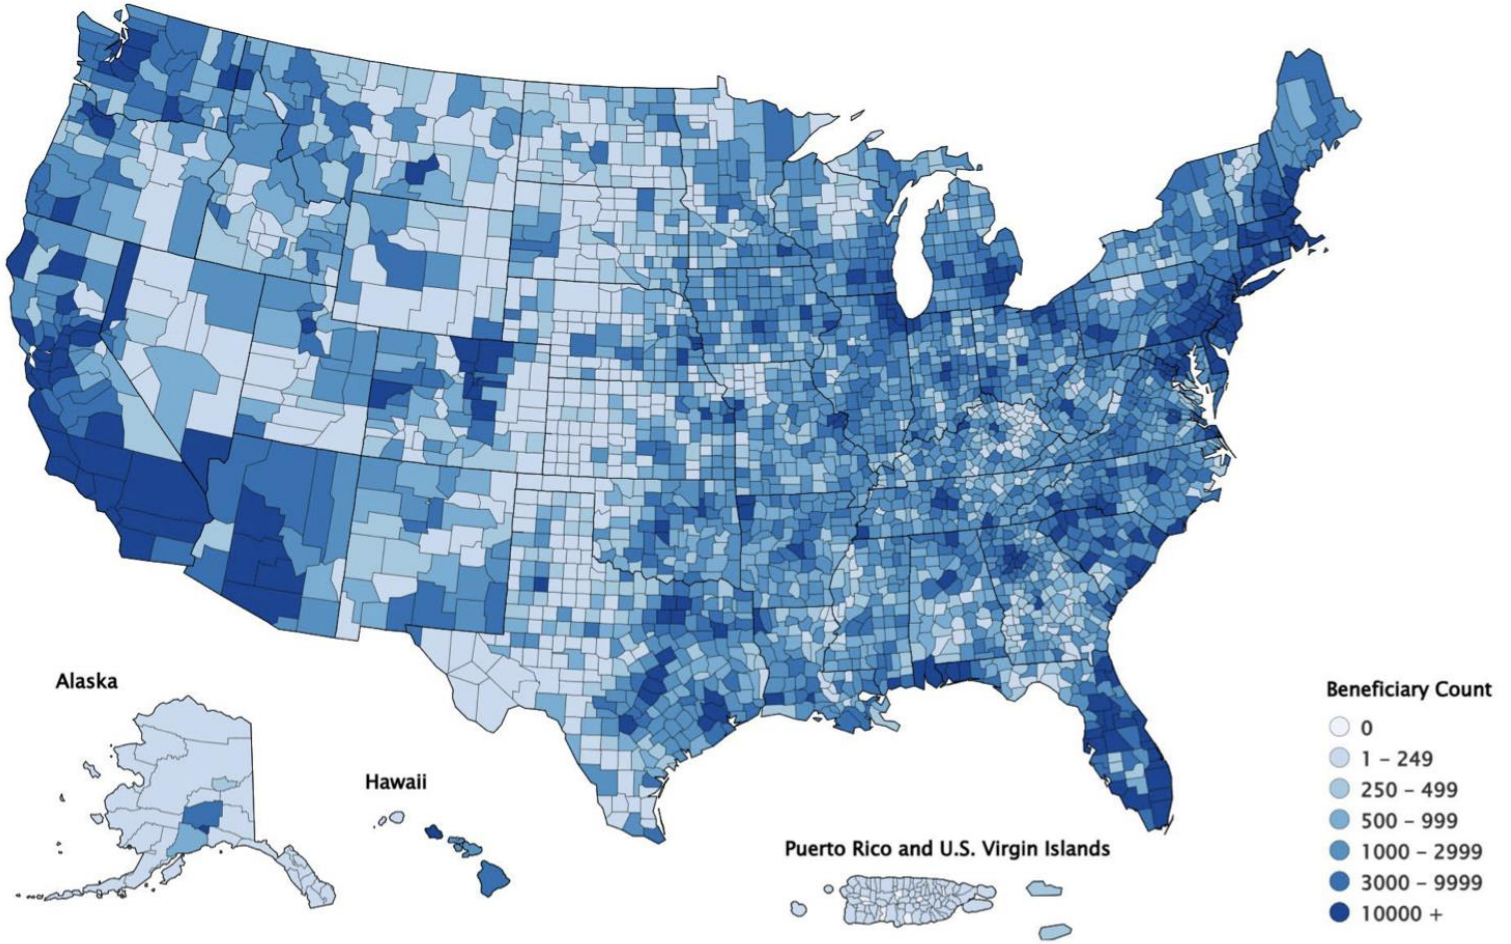 Alaska
Hawaii
Puerto Rico and U.S. Virgin Islands
Beneficiary Count
0
1 – 249
250 – 499
500 – 999
1000 – 2999
3000 – 9999
10000 +